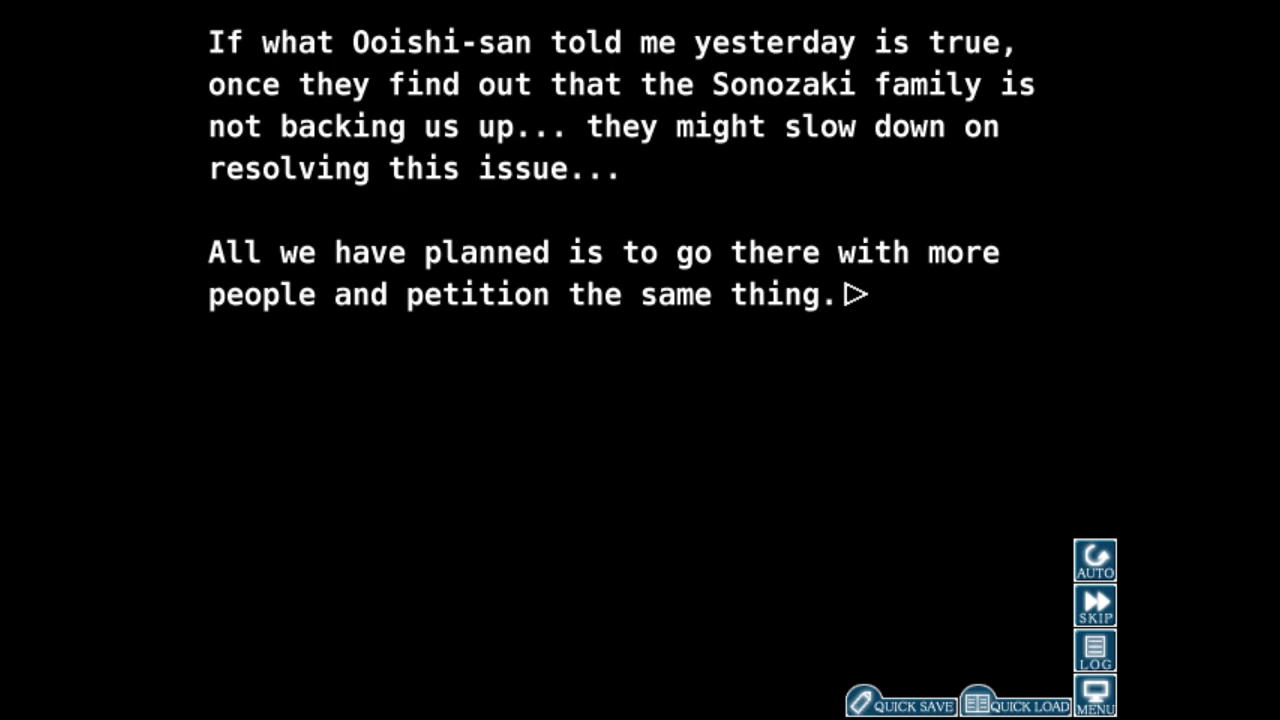 If what Ooishi-san told me yesterday is true,
once they find out that the Sonozaki family is
not backing us up... they might slow down on
resolving this issue...
All we have planned is to go there with more
people and petition the same thing.
AUTO
SKIP
LOG
QUICK SAVE
QUICK LOAD
MENU